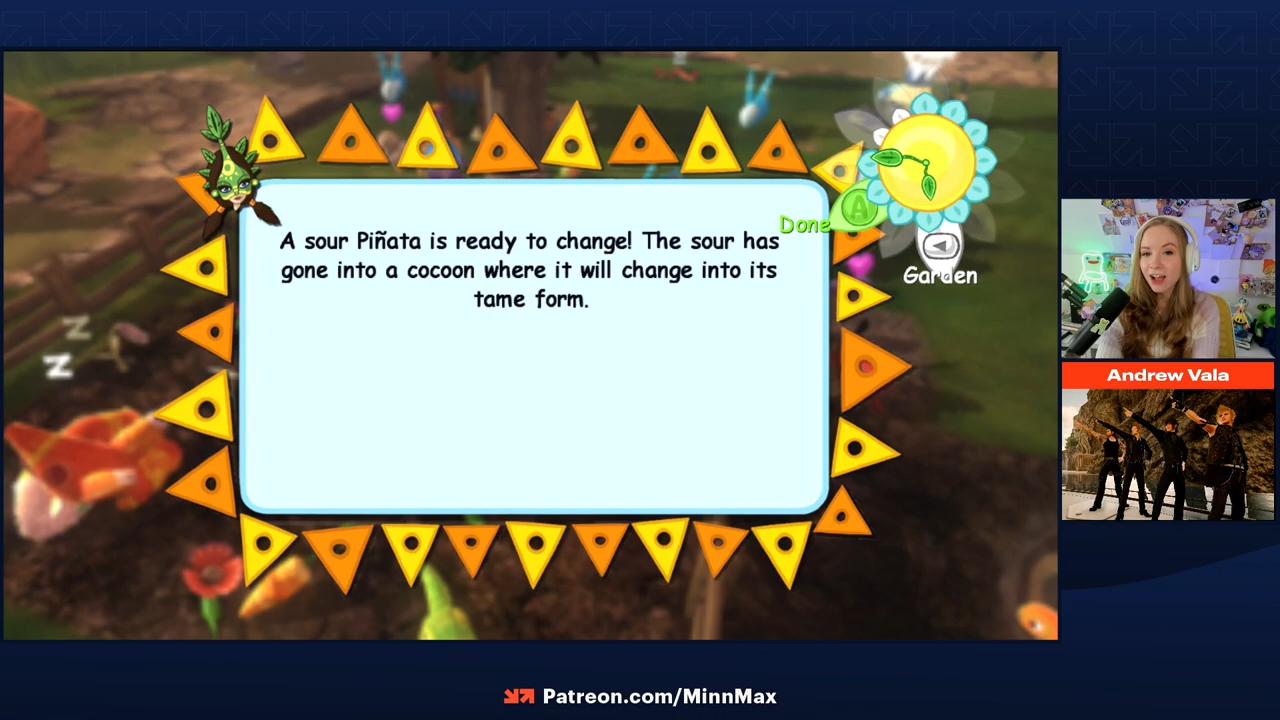 A sour Piñata is ready to change! The sour has
gone into a cocoon where it will change into its
tame form.
Done
A
Garden
Z
Z
Andrew Vala
Patreon.com/MinnMax